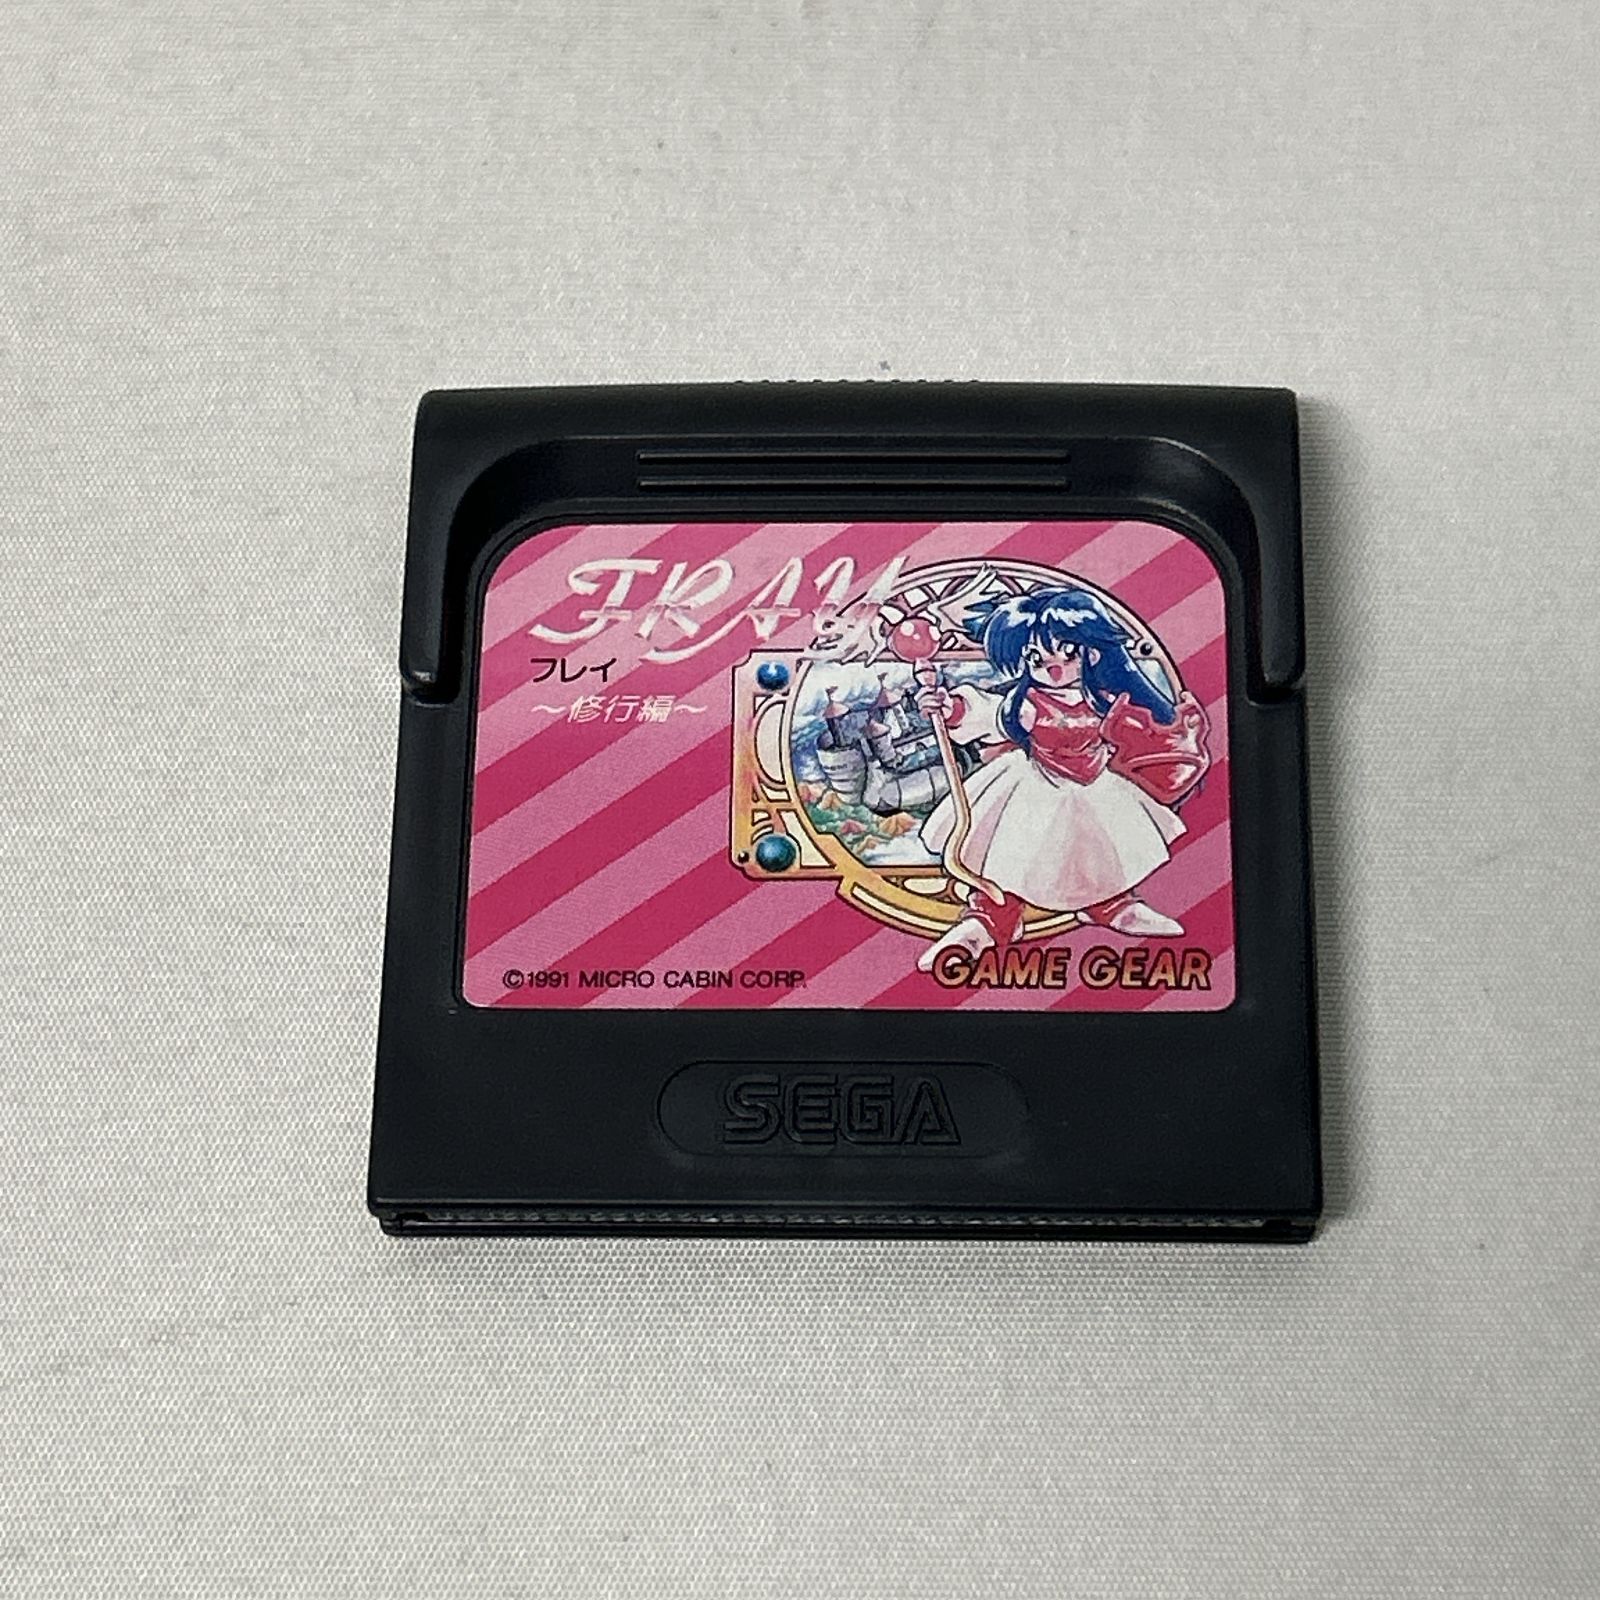 FRAY
フレイ
～修行編～
©1991 MICRO CABIN CORP.
GAME GEAR
SEGA